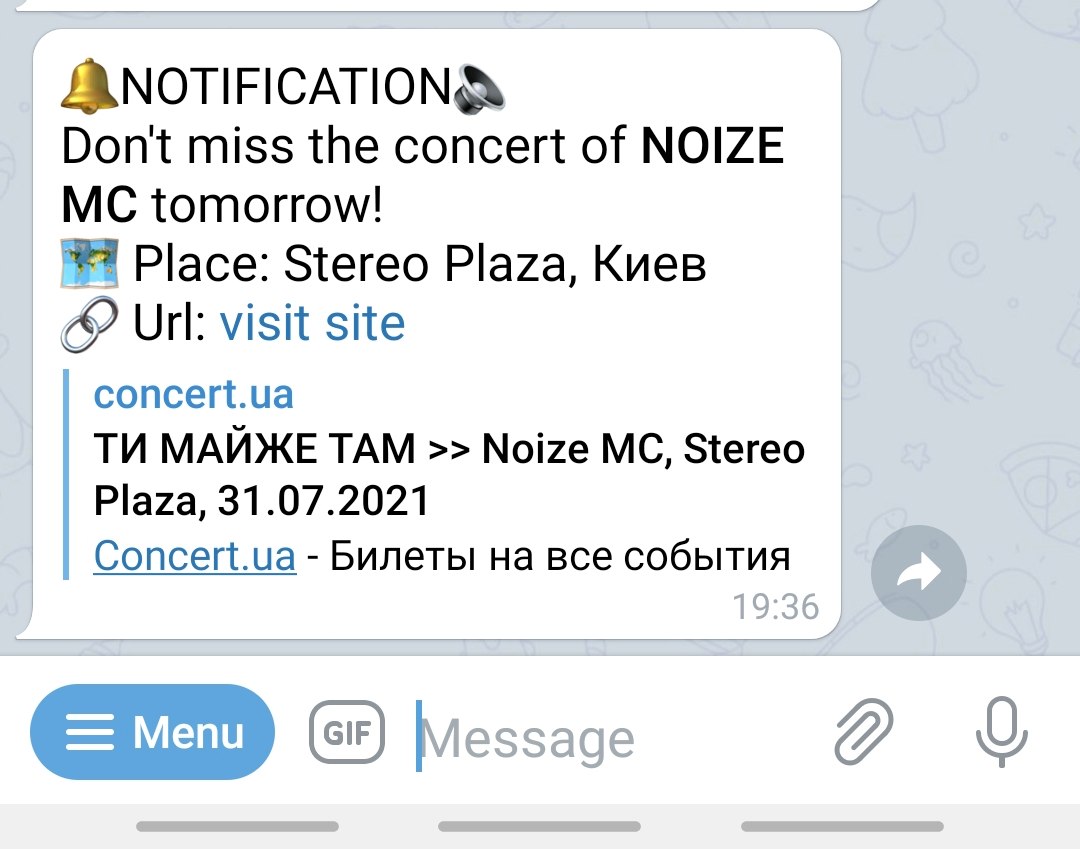 🔔NOTIFICATION🔊
Don't miss the concert of NOIZE
MC tomorrow!
🗺 Place: Stereo Plaza, Киев
🔗 Url: visit site
concert.ua
ТИ МАЙЖЕ ТАМ >> Noize MC, Stereo
Plaza, 31.07.2021
Concert.ua - Билеты на все события
19:36
Menu
GIF
Message